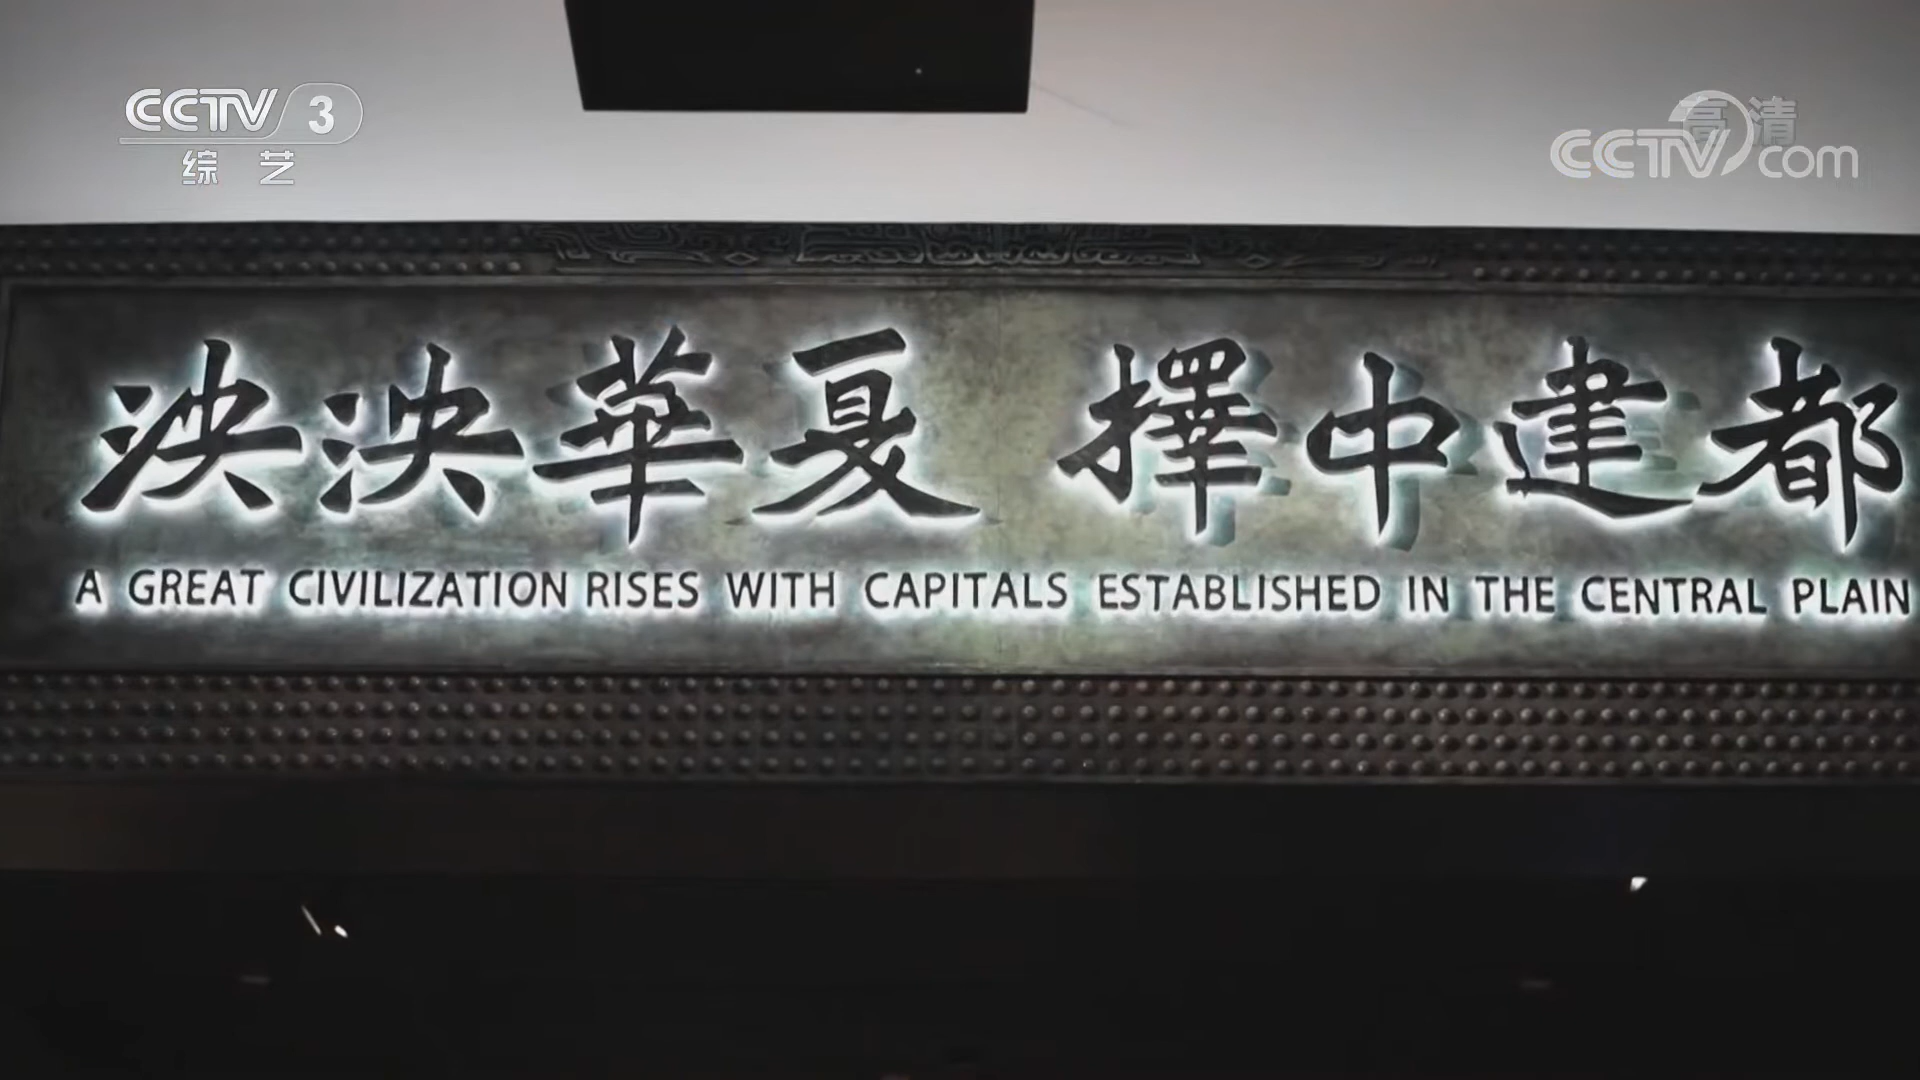 CCTV 3
综艺
高清
CCTV.com
泱泱華夏 擇中建都
A GREAT CIVILIZATION RISES WITH CAPITALS ESTABLISHED IN THE CENTRAL PLAIN